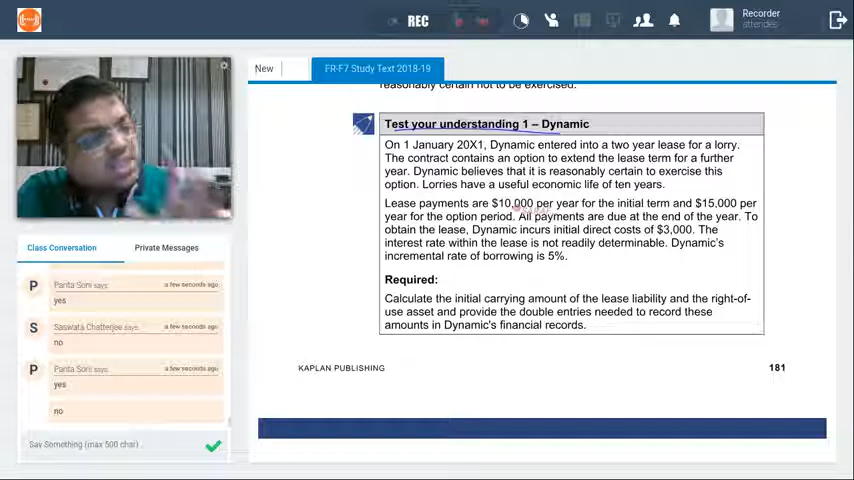 REC
Recorder
attendee
New
FR-F7 Study Text 2018-19
reasonably certain not to be exercised.
Test your understanding 1 – Dynamic
On 1 January 20X1, Dynamic entered into a two year lease for a lorry.
The contract contains an option to extend the lease term for a further
year. Dynamic believes that it is reasonably certain to exercise this
option. Lorries have a useful economic life of ten years.
Lease payments are $10,000 per year for the initial term and $15,000 per
year for the option period. All payments are due at the end of the year. To
obtain the lease, Dynamic incurs initial direct costs of $3,000. The
interest rate within the lease is not readily determinable. Dynamic's
incremental rate of borrowing is 5%.
Required:
Calculate the initial carrying amount of the lease liability and the right-of-
use asset and provide the double entries needed to record these
amounts in Dynamic's financial records.
KAPLAN PUBLISHING
181
Class Conversation
Private Messages
P
Panta Soni says:
a few seconds ago
yes
S
Saswata Chatterjee says:
a few seconds ago
no
P
Panta Soni says:
a few seconds ago
yes
no
Say Something (max 500 char)